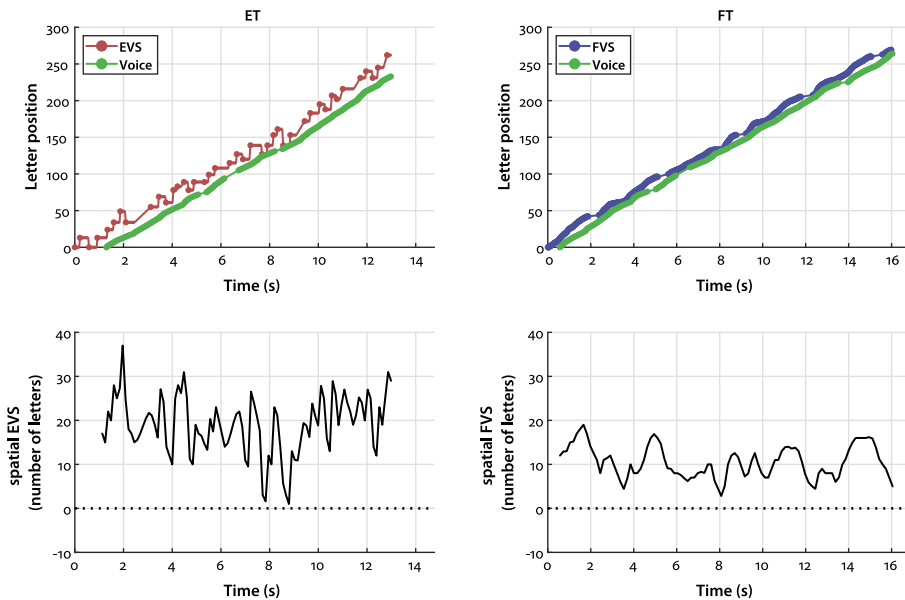 ET
300
250
200
150
100
50
0
Letter position
EVS
Voice
0 2 4 6 8 10 12 14
Time (s)
FT
300
250
200
150
100
50
0
Letter position
FVS
Voice
0 2 4 6 8 10 12 14 16
Time (s)
40
30
20
10
0
-10
spatial EVS
(number of letters)
0 2 4 6 8 10 12 14
Time (s)
40
30
20
10
0
-10
spatial FVS
(number of letters)
0 2 4 6 8 10 12 14 16
Time (s)